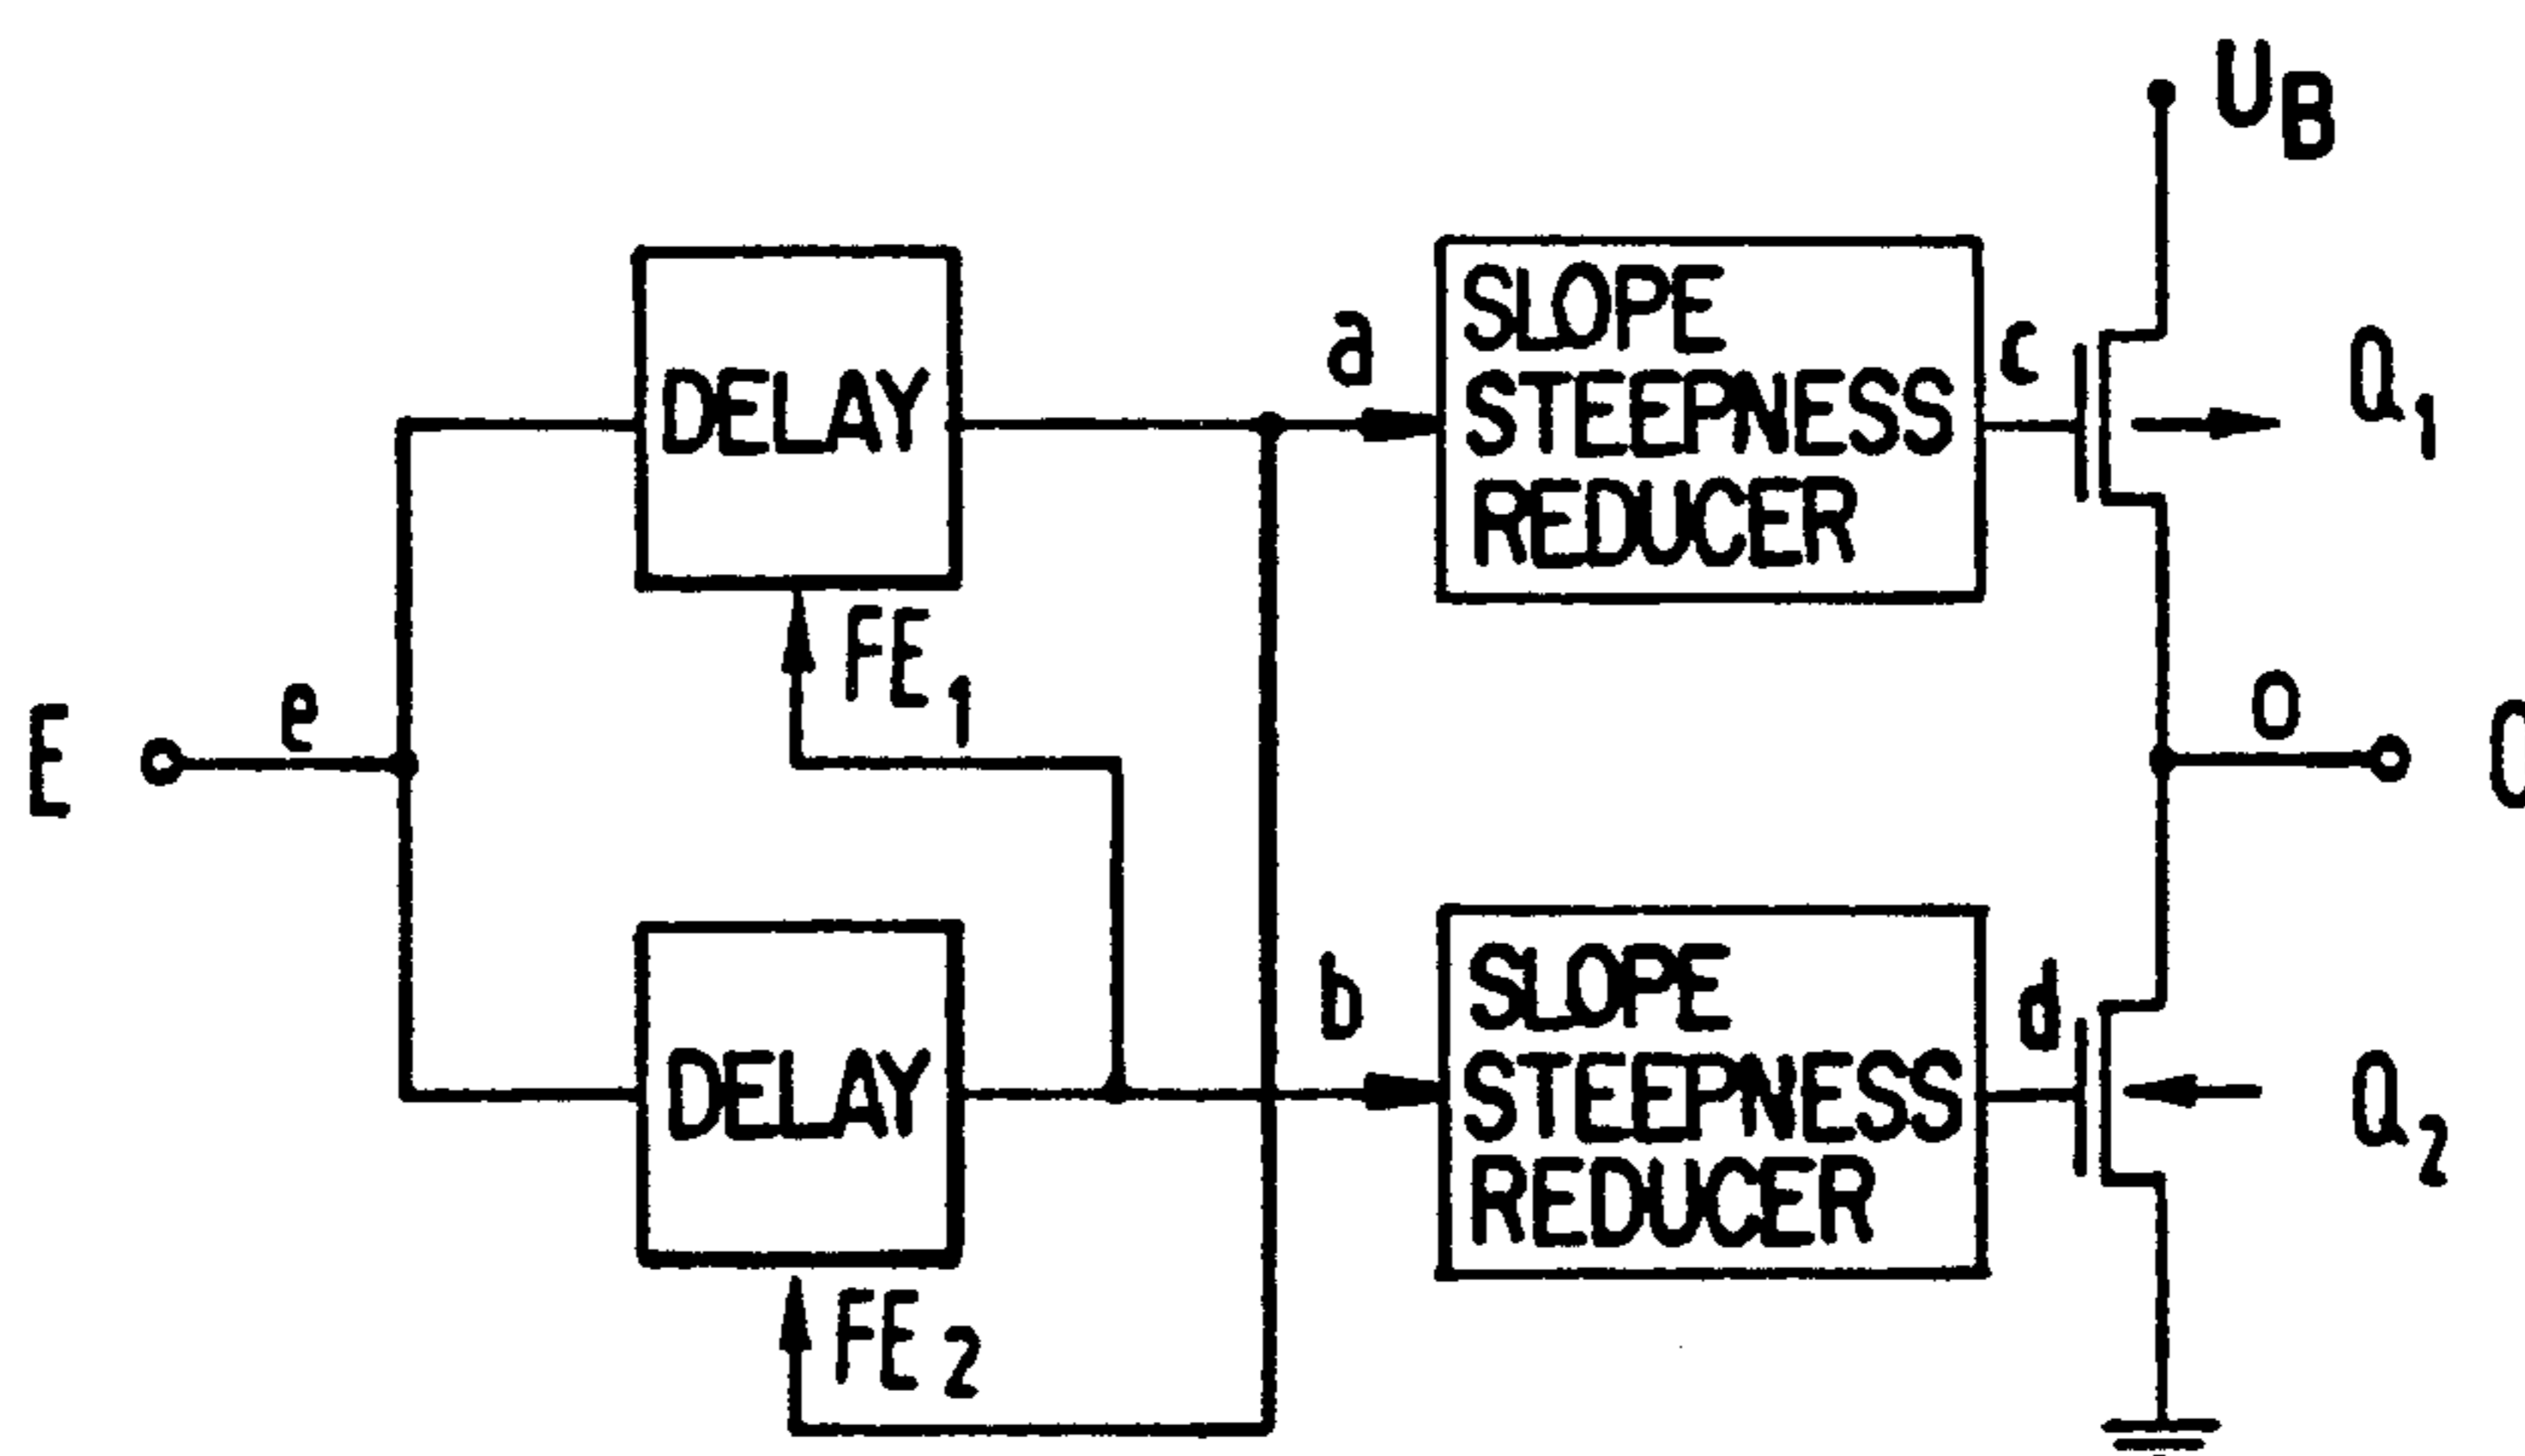 U_B
DELAY
a
SLOPE
STEEPNESS
REDUCER
c
Q_1
FE_1
E
e
o
O
DELAY
b
SLOPE
STEEPNESS
REDUCER
d
Q_2
FE_2